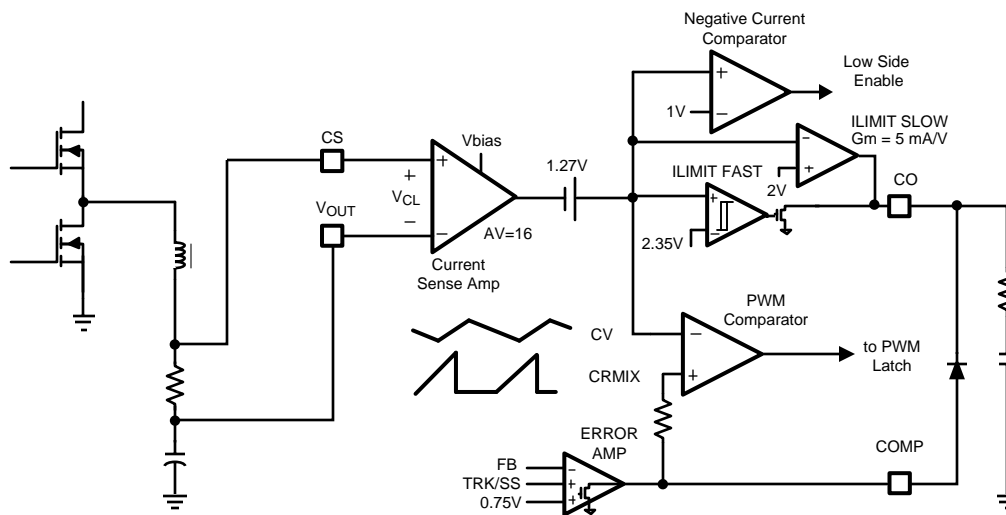 Negative Current
Comparator
Low Side
Enable
1V
ILIMIT SLOW
Gm = 5 mA/V
CS
Vbias
1.27V
ILIMIT FAST
2V
CO
VCL
VOUT
AV=16
2.35V
Current
Sense Amp
PWM
Comparator
CV
to PWM
Latch
CRMIX
ERROR
AMP
COMP
FB
TRK/SS
0.75V